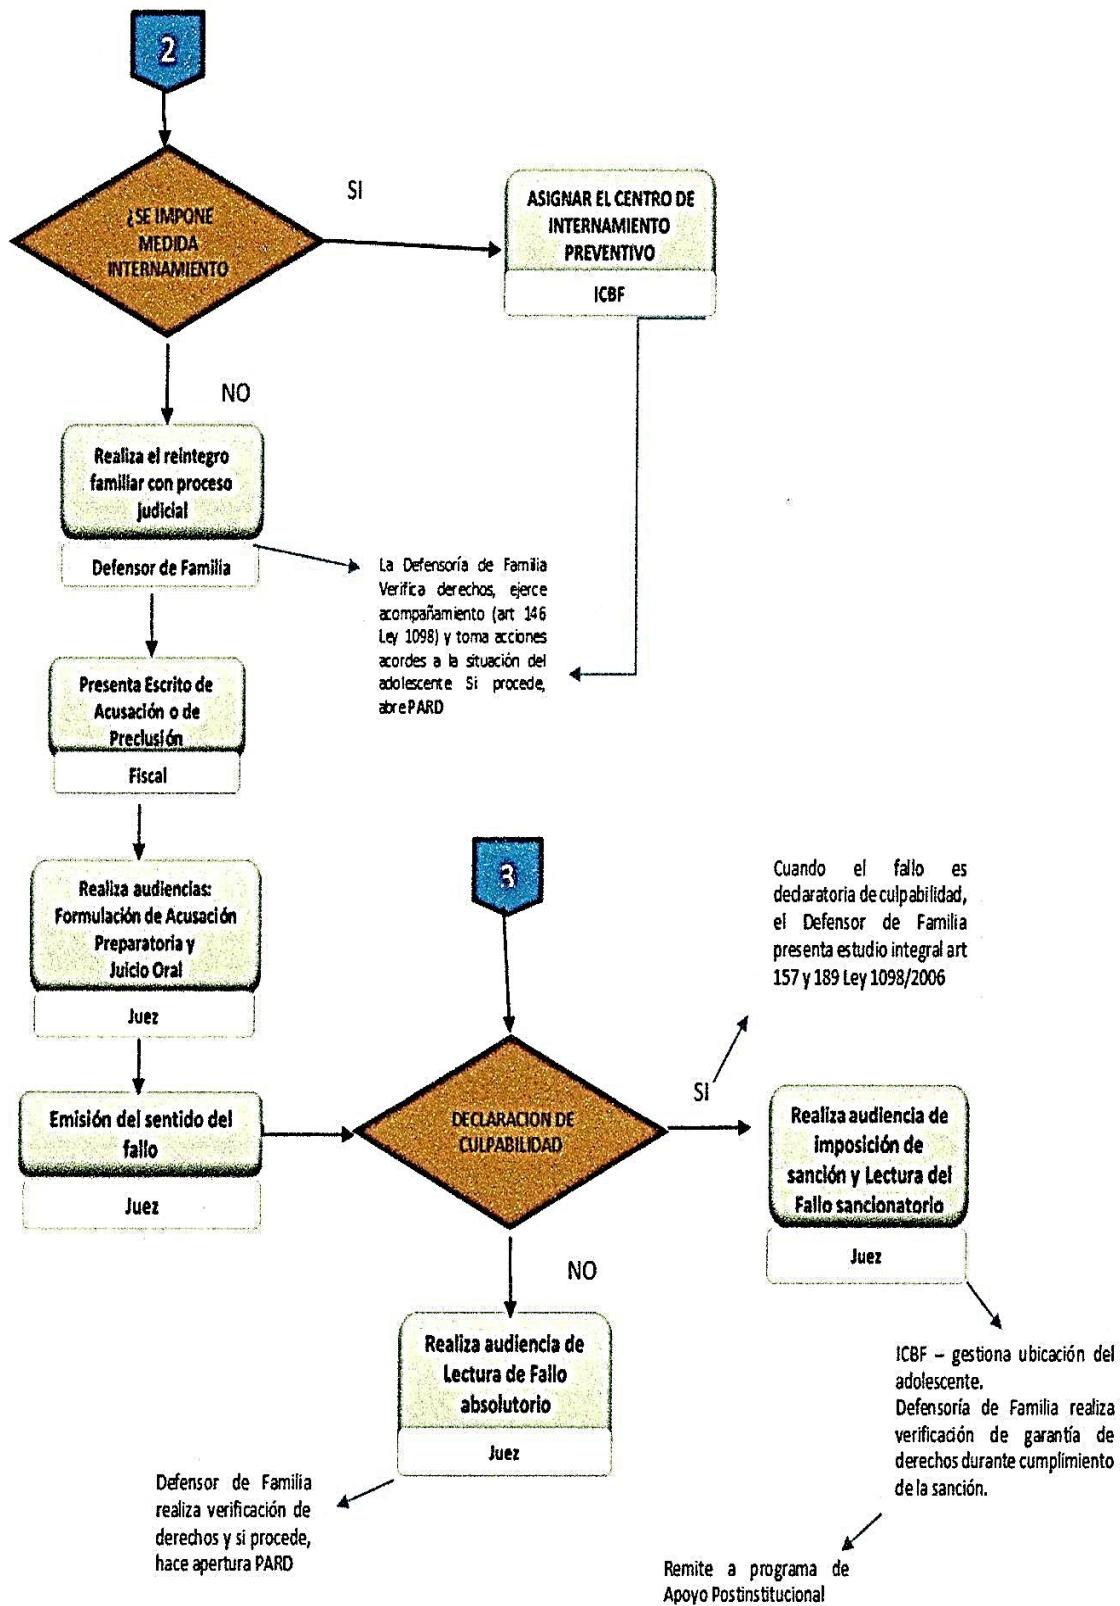 2
¿SE IMPONE
MEDIDA
INTERNAMIENTO
SI
ASIGNAR EL CENTRO DE
INTERNAMIENTO
PREVENTIVO
ICBF
NO
Realiza el reintegro
familiar con proceso
judicial
Defensor de Familia
La Defensoría de Familia
Verifica derechos, ejerce
acompañamiento (art 146
Ley 1098) y toma acciones
acordes a la situación del
adolescente Si procede,
abre PARD
Presenta Escrito de
Acusación o de
Preclusión
Fiscal
Realiza audiencias:
Formulación de Acusación
Preparatoria y
Juicio Oral
Juez
Emisión del sentido del
fallo
Juez
3
DECLARACION DE
CULPABILIDAD
SI
Cuando el fallo es
declaratoria de culpabilidad,
el Defensor de Familia
presenta estudio integral art
157 y 189 Ley 1098/2006
Realiza audiencia de
imposición de
sanción y Lectura del
Fallo sancionatorio
Juez
NO
Realiza audiencia de
Lectura de Fallo
absolutorio
Juez
Defensor de Familia
realiza verificación de
derechos y si procede,
hace apertura PARD
ICBF – gestiona ubicación del
adolescente.
Defensoría de Familia realiza
verificación de garantía de
derechos durante cumplimiento
de la sanción.
Remite a programa de
Apoyo Postinstitucional